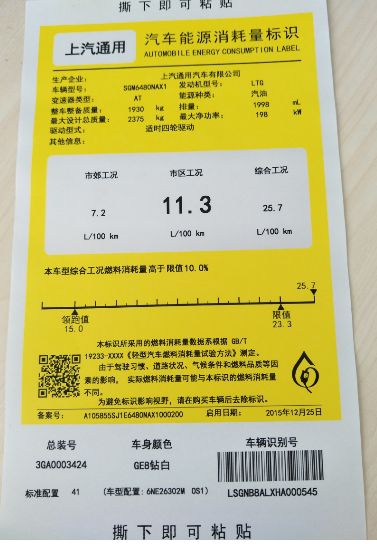 撕下即可粘贴
上汽通用
汽车能源消耗量标识
AUTOMOBILE ENERGY CONSUMPTION LABEL
生产企业: 上汽通用汽车有限公司
车辆型号: SGM6480NAX1 发动机型号: LTG
变速器类型: AT 能源种类: 汽油
整车整备质量: 1930 kg 排量: 1998 mL
最大设计总质量: 2375 kg 最大净功率: 198 kW
驱动型式: 适时四轮驱动
其他信息:
市郊工况 市区工况 综合工况
7.2 11.3 25.7
L/100 km L/100 km L/100 km
本车型综合工况燃料消耗量高于限值10.0%
25.7
领跑值 限值
15.0 23.3
本标识所采用的燃料消耗量数据系根据 GB/T
19233-XXXX《轻型汽车燃料消耗量试验方法》测定。
由于驾驶习惯、道路状况、气候条件和燃料品质等因
素的影响，实际燃料消耗量可能与本标识的燃料消耗量
不同。
为避免影响视野，请在购买车辆后去除标识。
备案号: A105855SJ1E6480NAX1000200 启用日期: 2015年12月25日
总装号 车身颜色 车辆识别号
3GA0003424 GE8钻白
标准配置 41 (车型配置: 6NE26302M 0S1) LSGNB8ALXHA000545
撕下即可粘贴